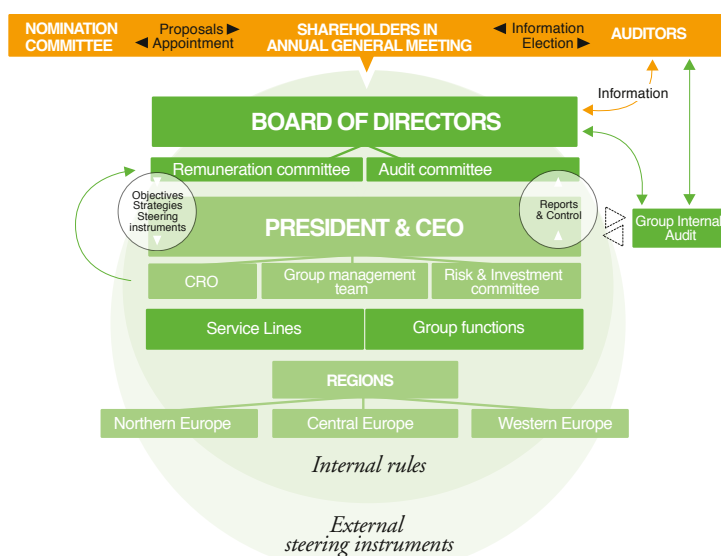 NOMINATION
COMMITTEE
Proposals
Appointment
SHAREHOLDERS IN
ANNUAL GENERAL MEETING
Information
Election
AUDITORS
Information
BOARD OF DIRECTORS
Remuneration committee
Audit committee
Objectives
Strategies
Steering
instruments
PRESIDENT & CEO
Reports
& Control
Group Internal
Audit
CRO
Group management
team
Risk & Investment
committee
Service Lines
Group functions
REGIONS
Northern Europe
Central Europe
Western Europe
Internal rules
External
steering instruments